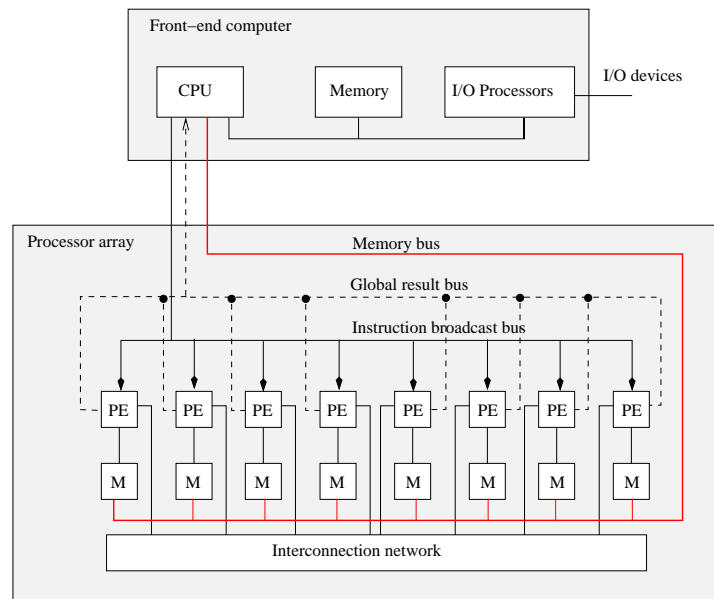 Front-end computer
CPU
Memory
I/O Processors
I/O devices
Processor array
Memory bus
Global result bus
Instruction broadcast bus
PE PE PE PE PE PE PE PE
M M M M M M M M
Interconnection network